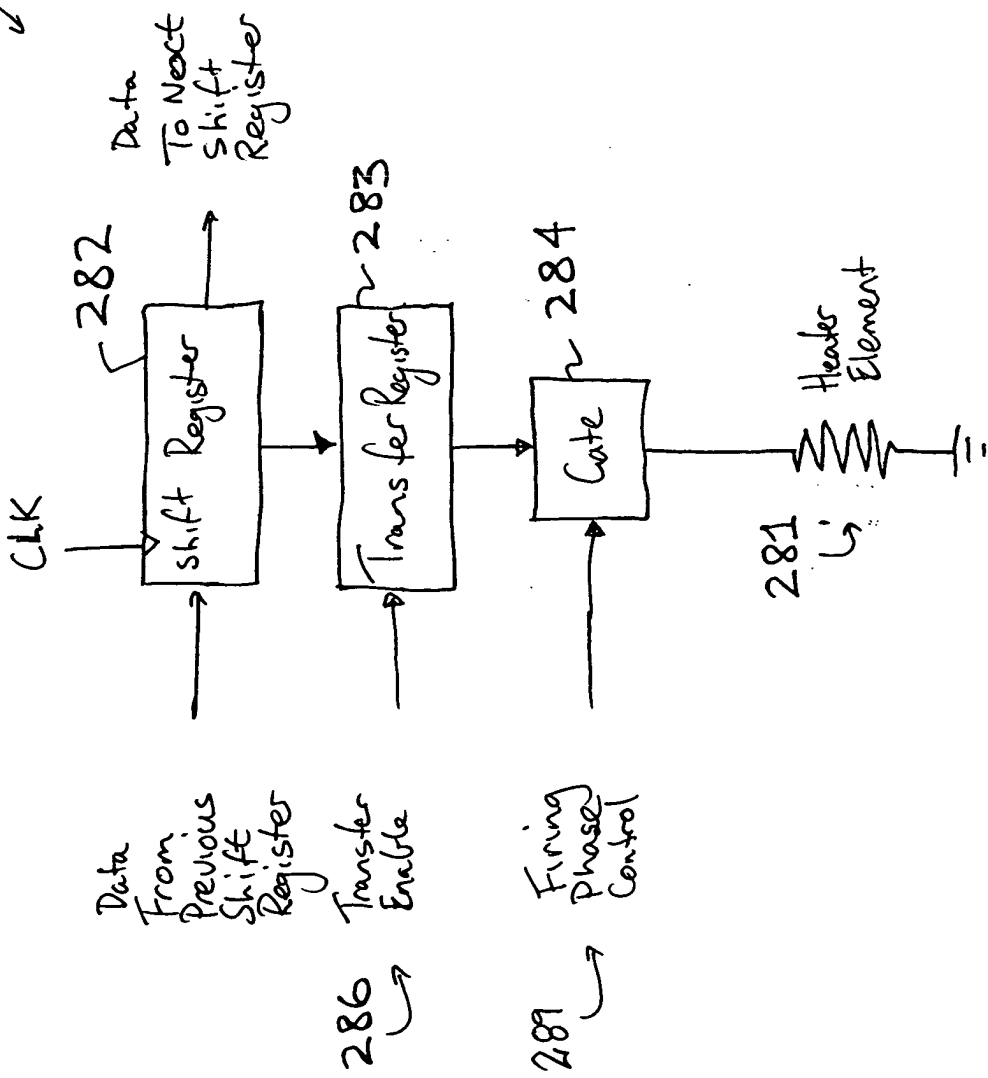 CLK
282
Data
To Next
Shift
Register
Data
From
Previous
Shift
Register
Shift Register
283
286
Transfer
Enable
Transfer Register
284
289
Firing
Phase
Control
Gate
281
Heater
Element